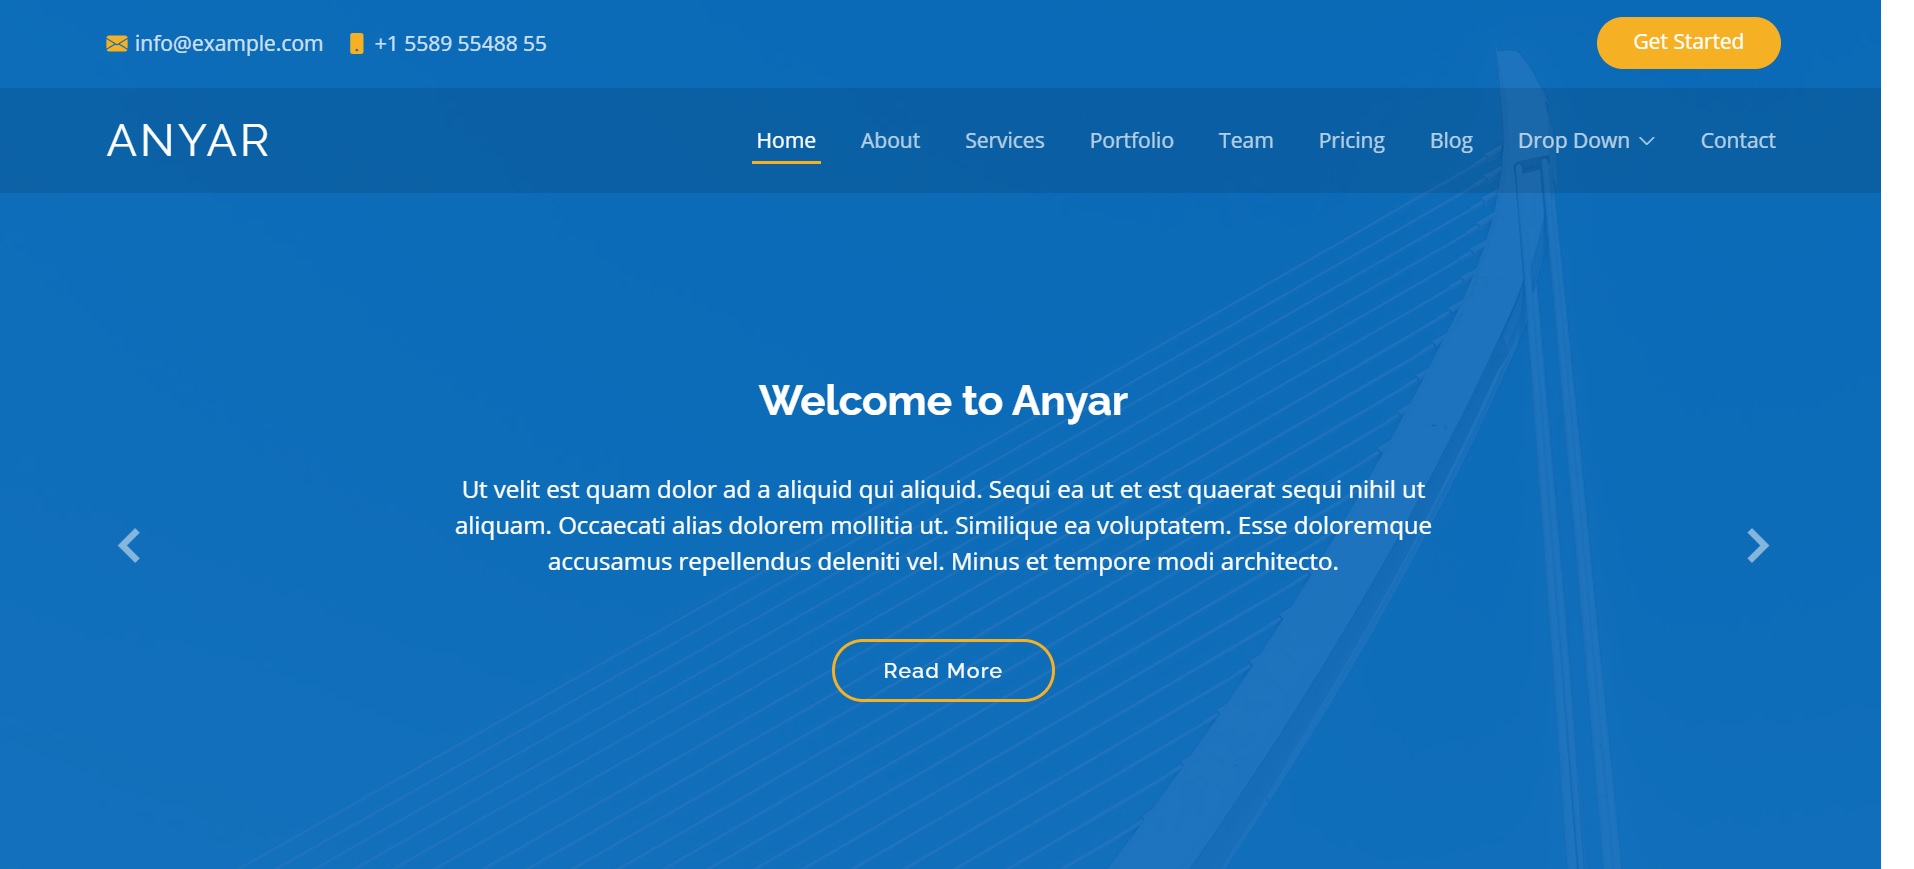 info@example.com +1 5589 55488 55 Get Started
ANYAR Home About Services Portfolio Team Pricing Blog Drop Down Contact
Welcome to Anyar
Ut velit est quam dolor ad a aliquid qui aliquid. Sequi ea ut et est quaerat sequi nihil ut
aliquam. Occaecati alias dolorem mollitia ut. Similique ea voluptatem. Esse doloremque
accusamus repellendus deleniti vel. Minus et tempore modi architecto.
Read More